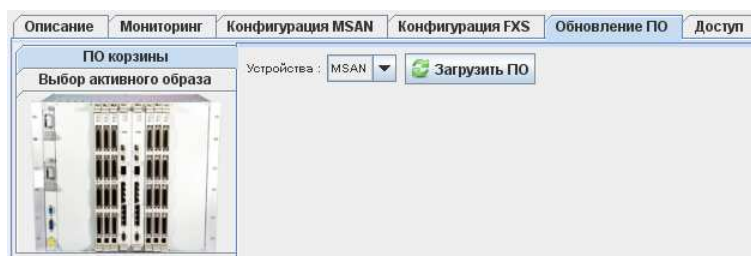 Описание Мониторинг Конфигурация MSAN Конфигурация FXS Обновление ПО Доступ
ПО корзины
Выбор активного образа
Устройства : MSAN Загрузить ПО